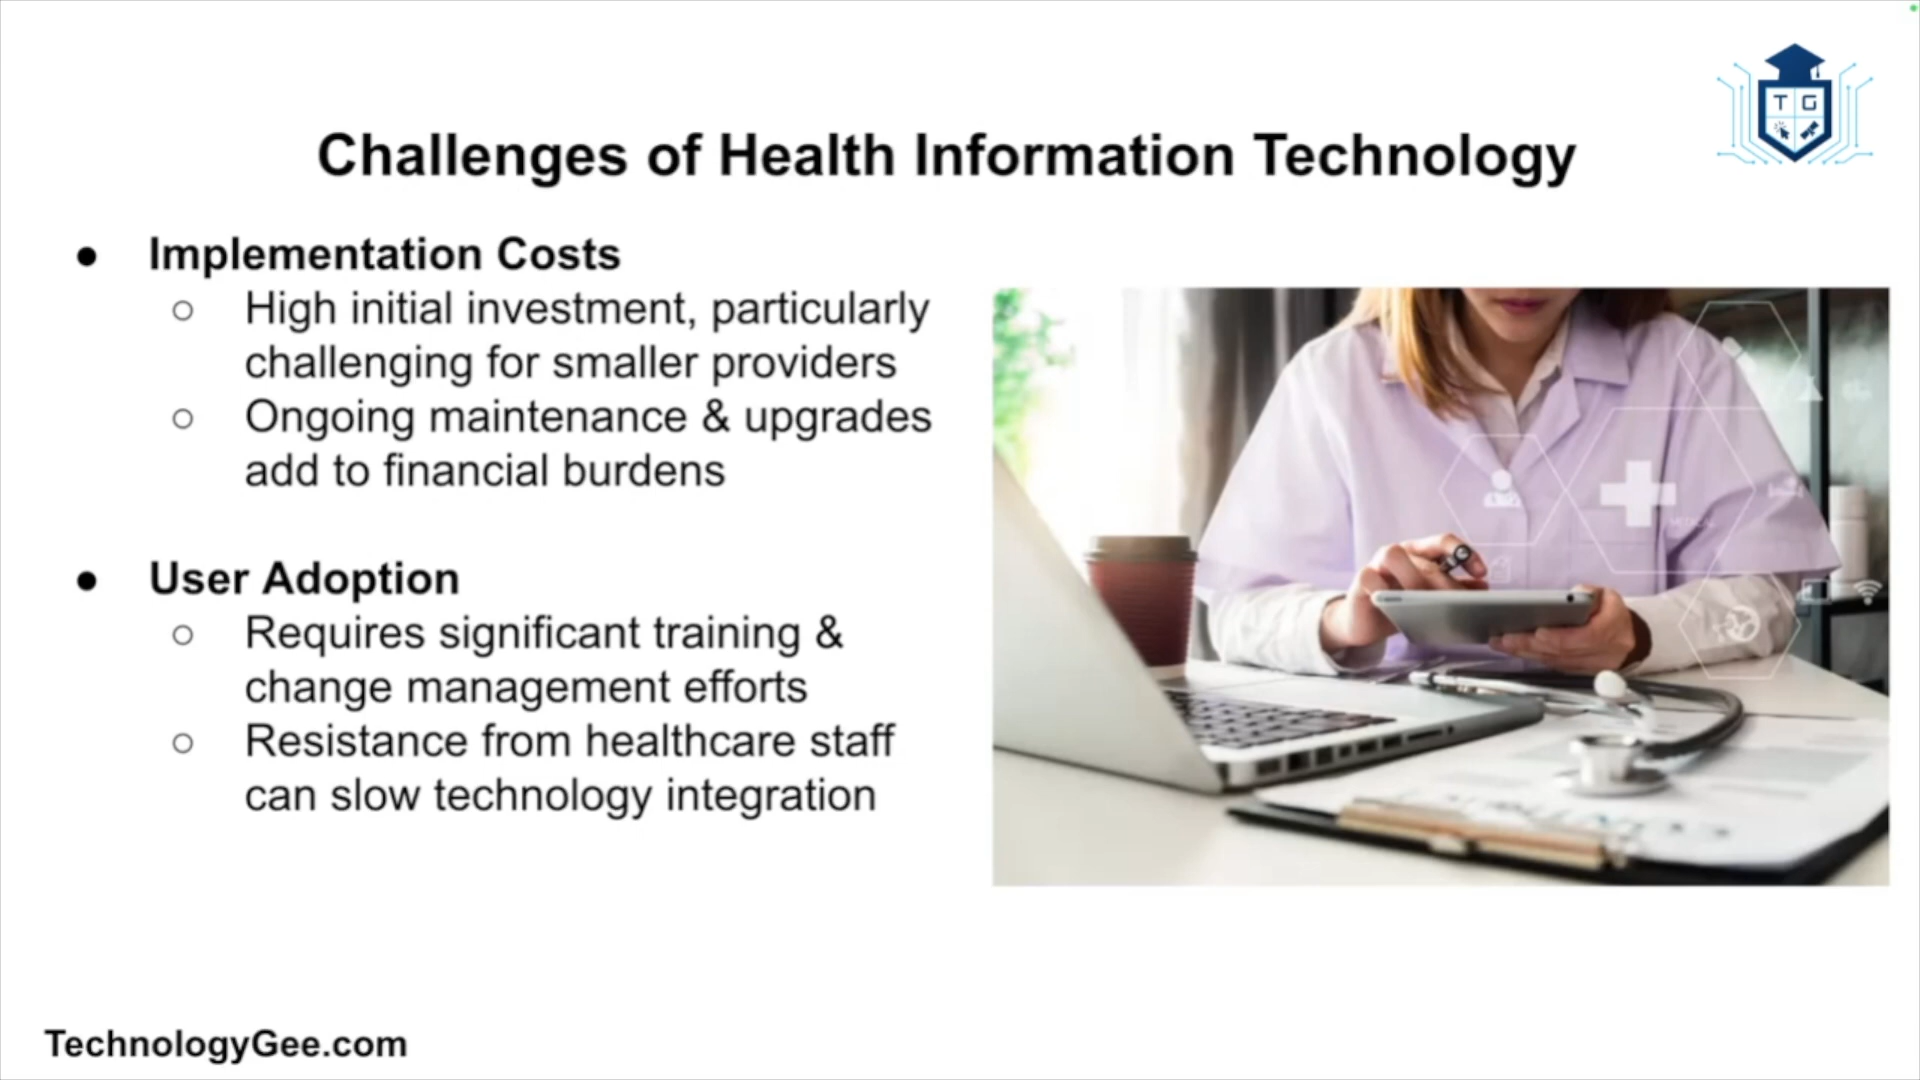 T G
Challenges of Health Information Technology
● Implementation Costs
○ High initial investment, particularly
challenging for smaller providers
○ Ongoing maintenance & upgrades
add to financial burdens
● User Adoption
○ Requires significant training &
change management efforts
○ Resistance from healthcare staff
can slow technology integration
TechnologyGee.com